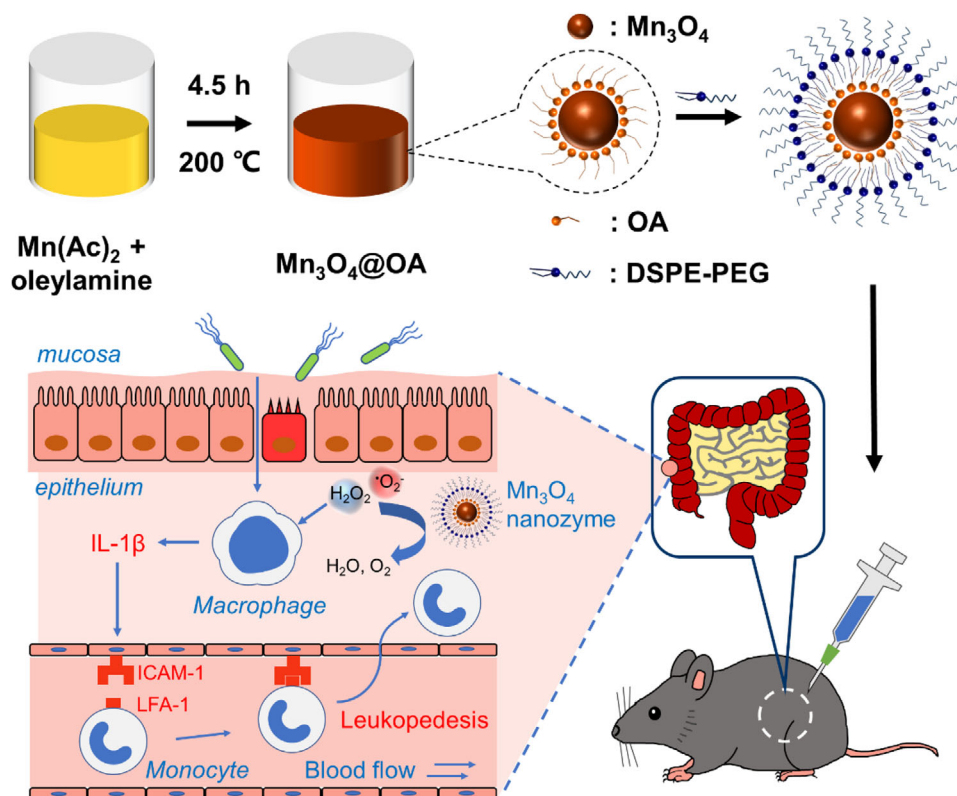 4.5 h
200 ℃
Mn(Ac)₂ +
oleylamine
Mn₃O₄@OA
: Mn₃O₄
: OA
: DSPE-PEG
mucosa
epithelium
H₂O₂
•O₂⁻
Mn₃O₄
nanozyme
H₂O, O₂
IL-1β
Macrophage
ICAM-1
LFA-1
Leukopedesis
Monocyte
Blood flow